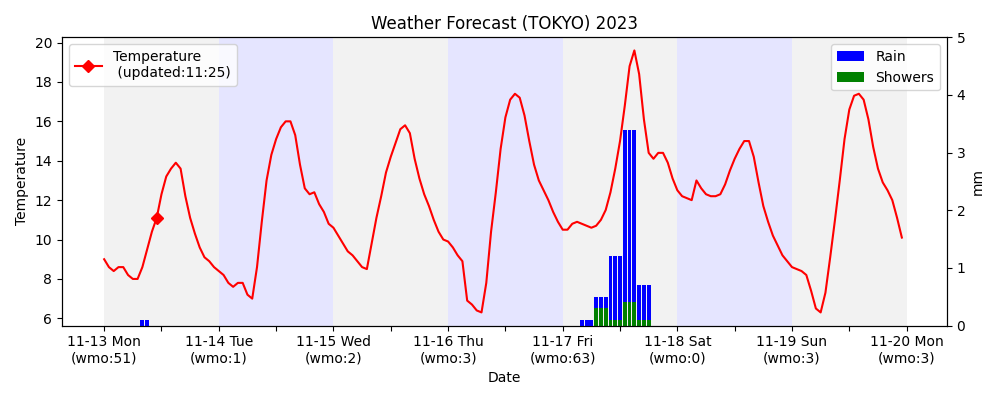 Weather Forecast (TOKYO) 2023
Temperature
(updated:11:25)
Rain
Showers
20
18
16
14
12
10
8
6
Temperature
5
4
3
2
1
0
mm
11-13 Mon
(wmo:51)
11-14 Tue
(wmo:1)
11-15 Wed
(wmo:2)
11-16 Thu
(wmo:3)
11-17 Fri
(wmo:63)
11-18 Sat
(wmo:0)
11-19 Sun
(wmo:3)
11-20 Mon
(wmo:3)
Date